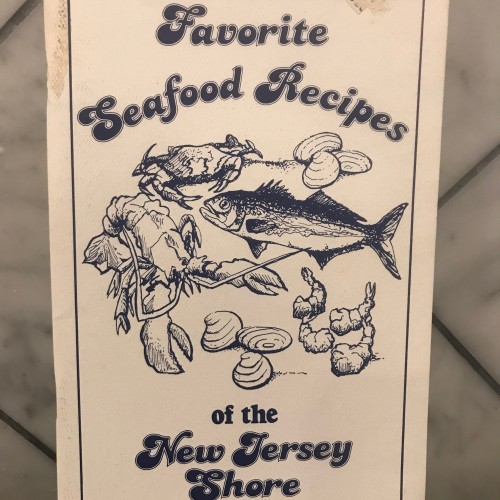 Favorite
Seafood Recipes
of the
New Jersey
Shore